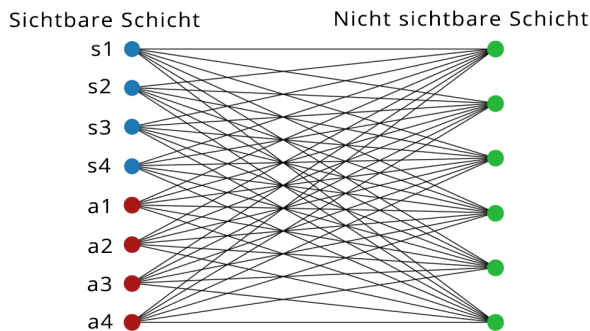 Sichtbare Schicht
Nicht sichtbare Schicht
s1
s2
s3
s4
a1
a2
a3
a4